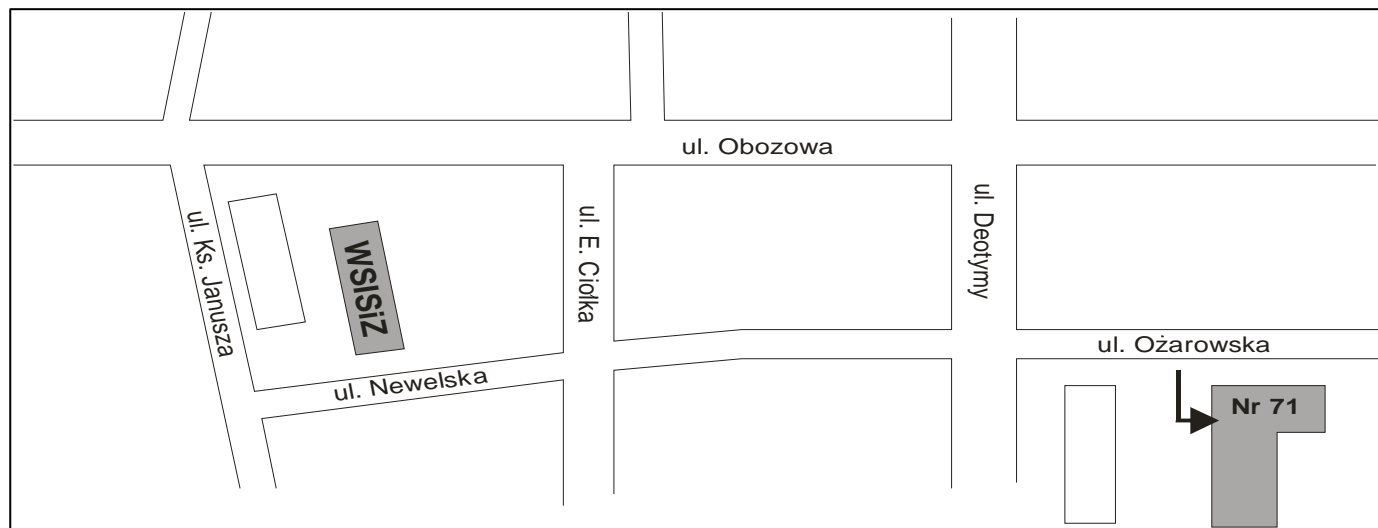 ul. Obozowa
ul. Ks. Janusza
WSISiZ
ul. E. Ciołka
ul. Deotymy
ul. Newelska
ul. Ożarowska
Nr 71